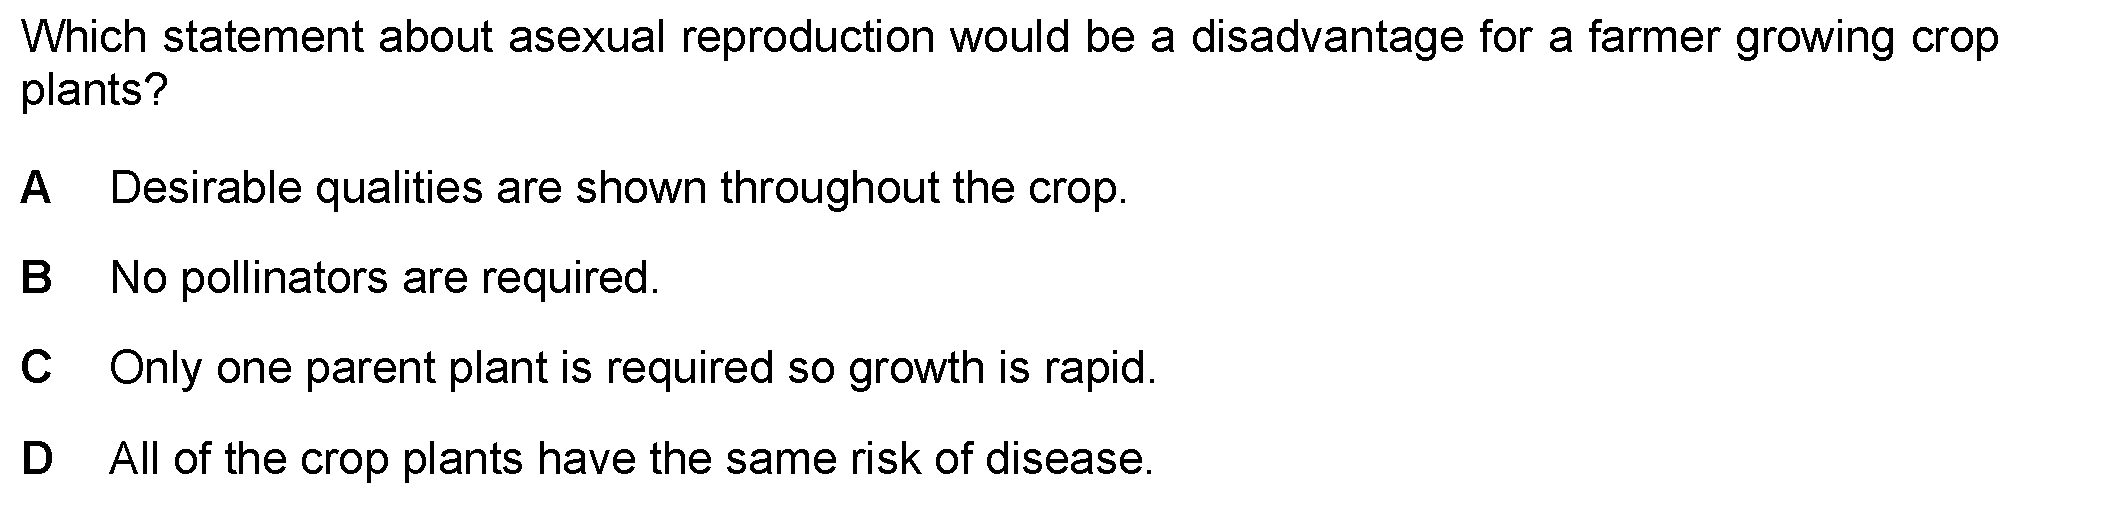 Which statement about asexual reproduction would be a disadvantage for a farmer growing crop
plants?
A Desirable qualities are shown throughout the crop.
B No pollinators are required.
C Only one parent plant is required so growth is rapid.
D All of the crop plants have the same risk of disease.